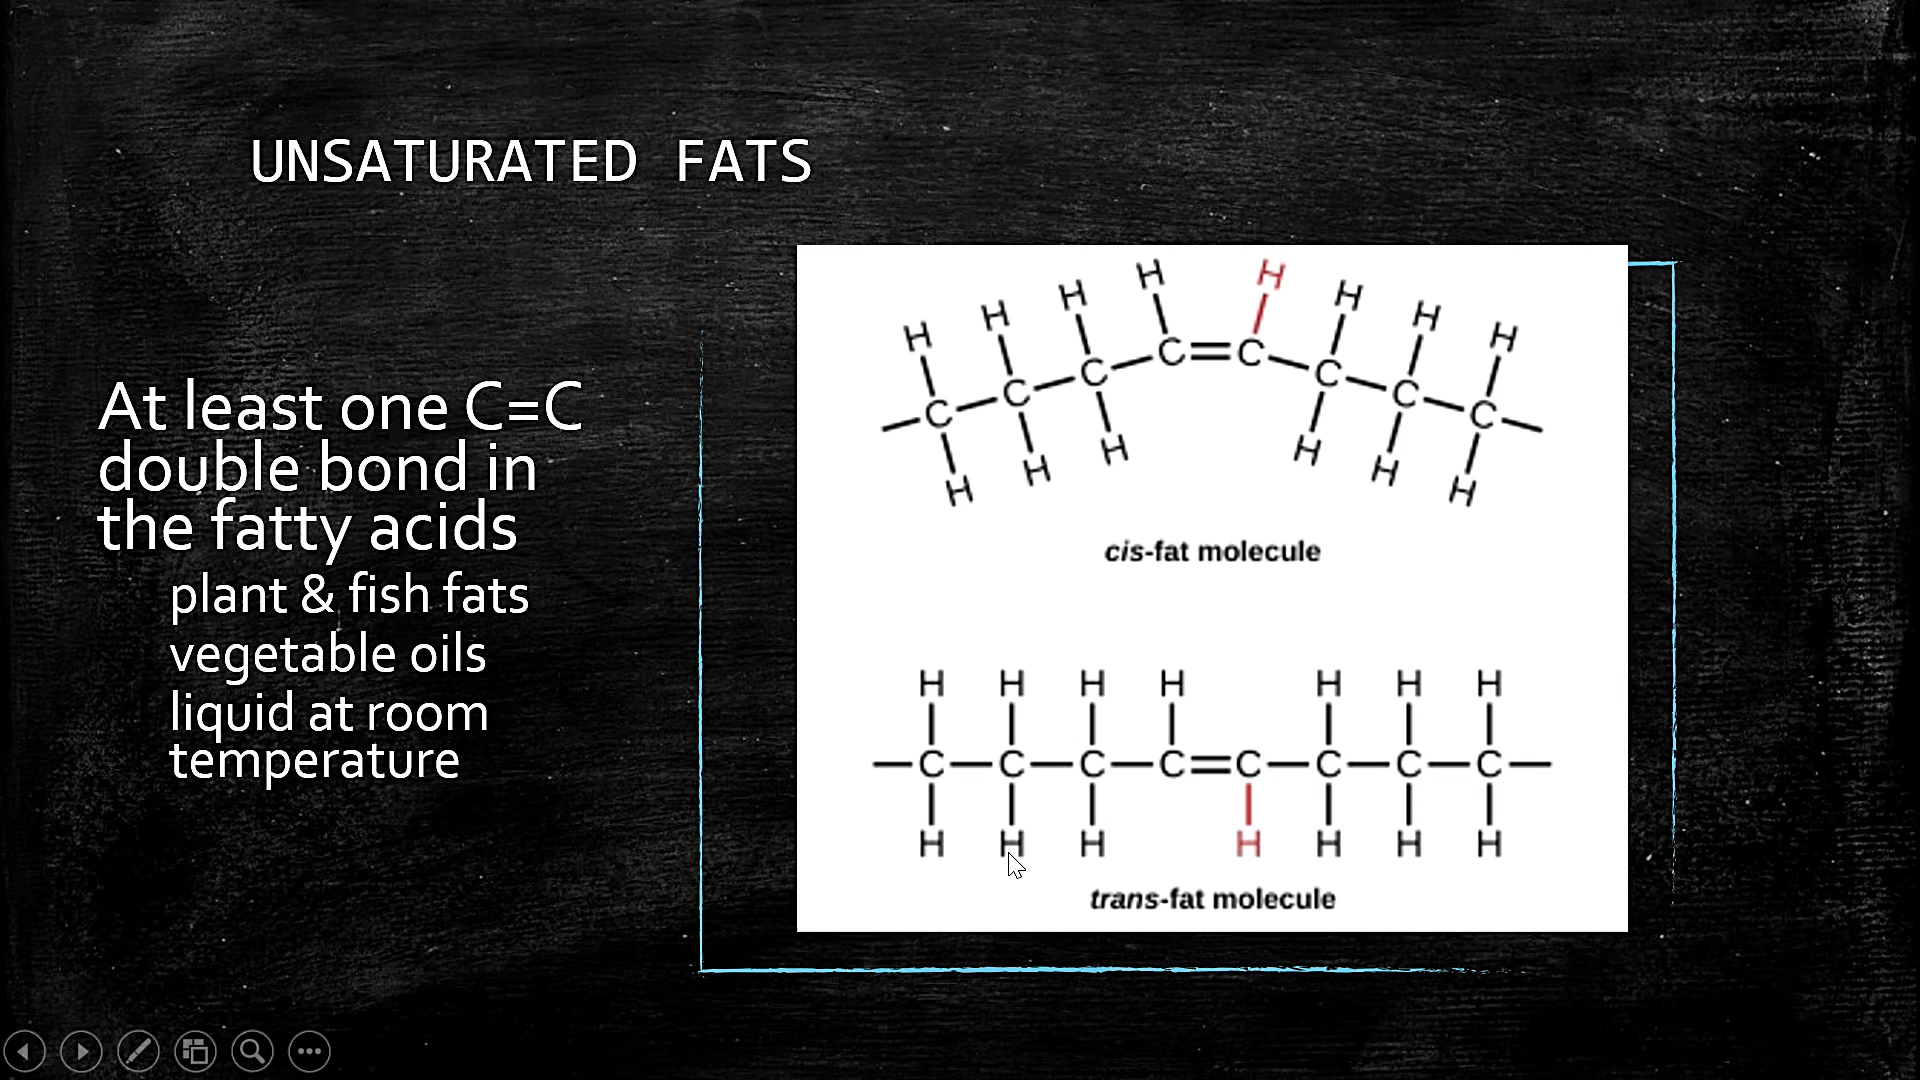 UNSATURATED FATS
At least one C=C
double bond in
the fatty acids
plant & fish fats
vegetable oils
liquid at room
temperature
H H H H H H H H
C C C C=C C C C
H H H H H H
cis-fat molecule
H H H H H H H
C C C C=C C C C
H H H H H H H
trans-fat molecule